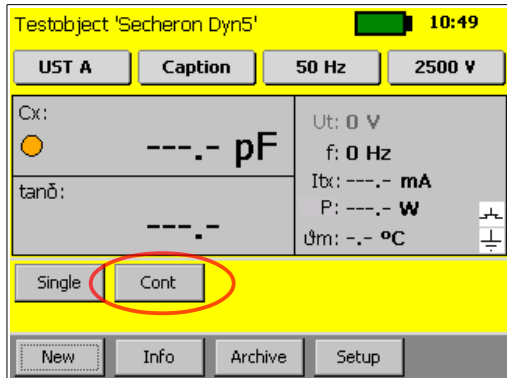 Testobject 'Secheron Dyn5' 10:49
UST A Caption 50 Hz 2500 V
Cx:
---.- pF
tanδ:
---.-
Ut: 0 V
f: 0 Hz
Itx: ---.- mA
P: ---.- W
ϑm: -.- ºC
Single Cont
New Info Archive Setup